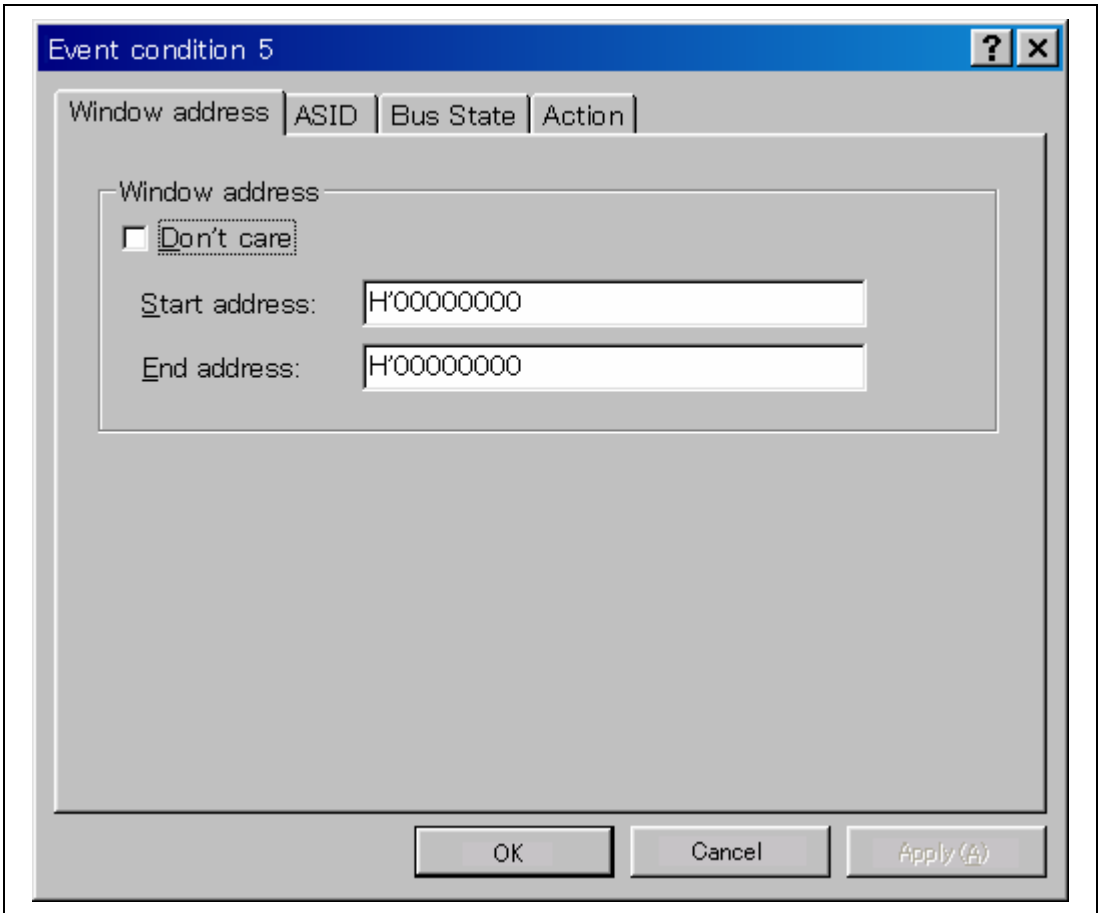 Event condition 5
Window address ASID Bus State Action
Window address
Don't care
Start address: H'00000000
End address: H'00000000
OK Cancel Apply (A)